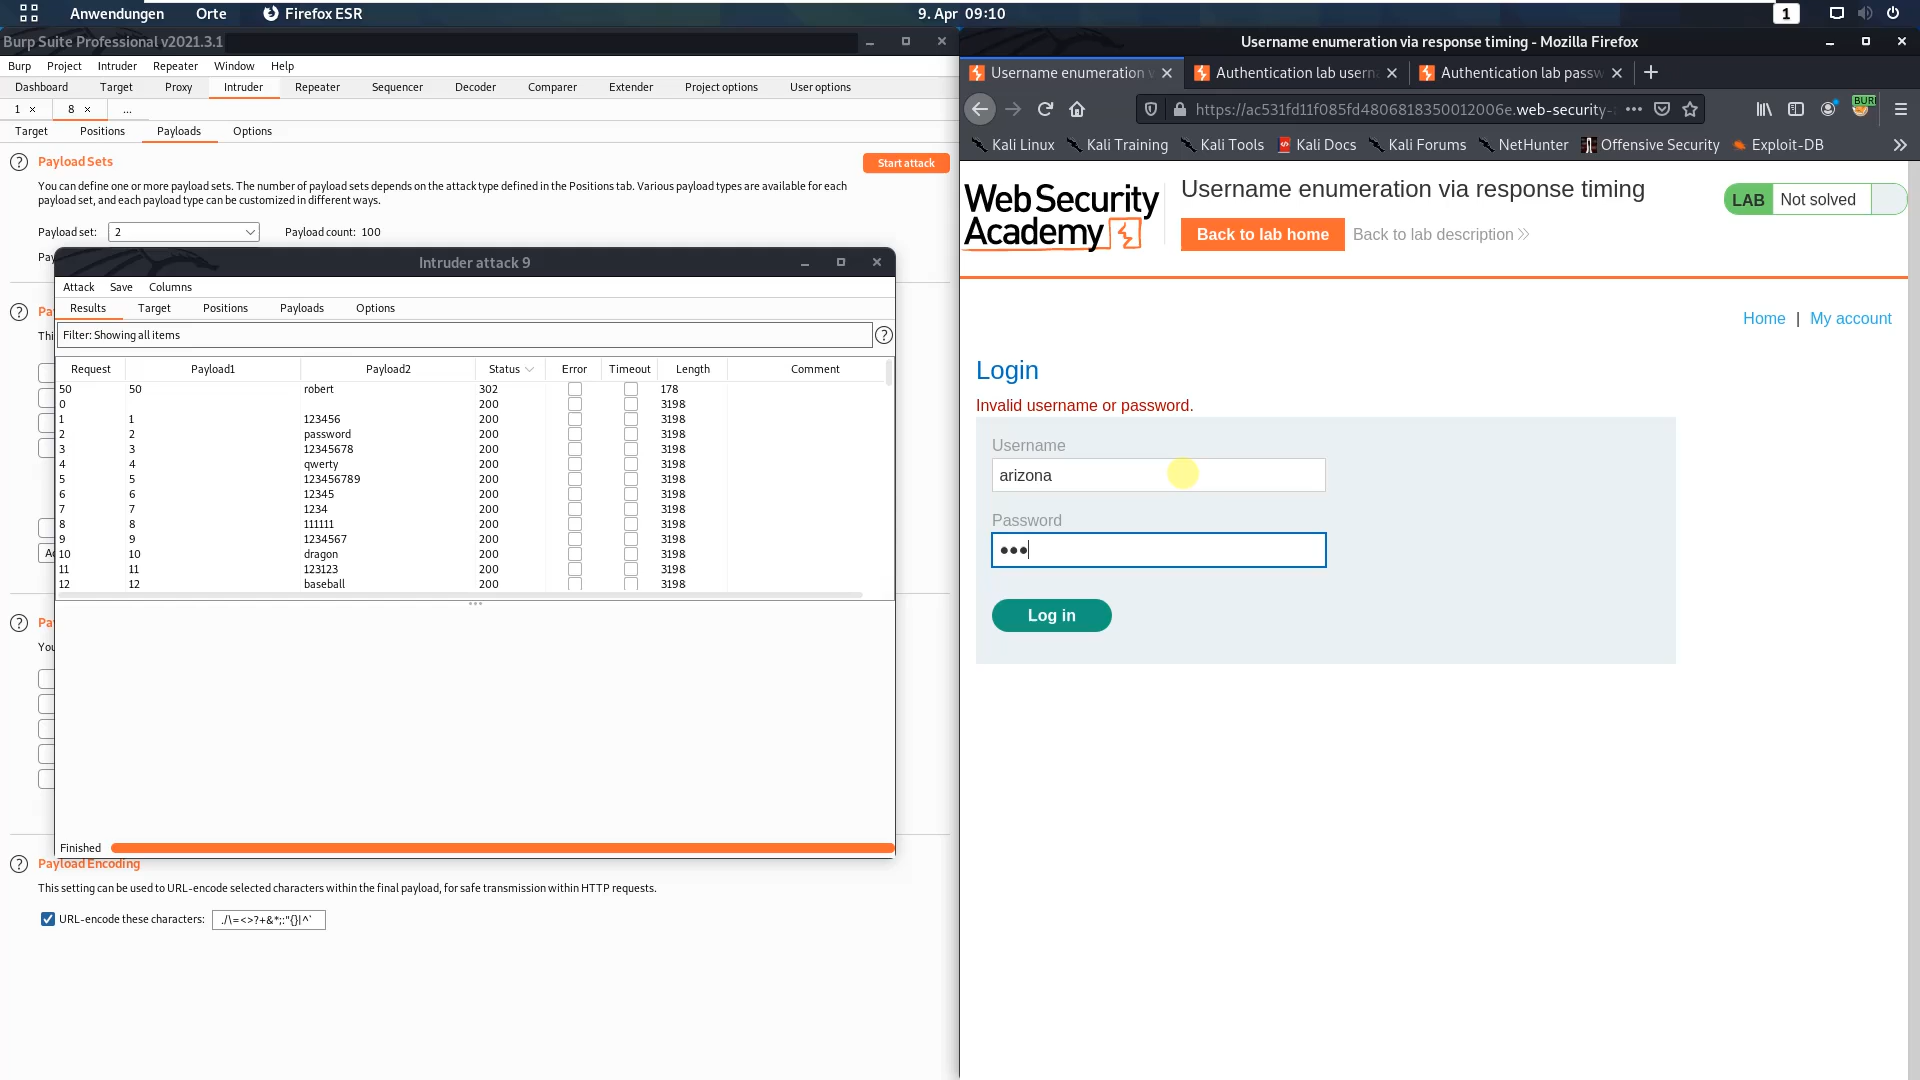 Anwendungen Orte Firefox ESR 9. Apr 09:10 1
Burp Suite Professional v2021.3.1
Burp Project Intruder Repeater Window Help
Dashboard Target Proxy Intruder Repeater Sequencer Decoder Comparer Extender Project options User options
1 × 8 × ...
Target Positions Payloads Options
? Payload Sets Start attack
You can define one or more payload sets. The number of payload sets depends on the attack type defined in the Positions tab. Various payload types are available for each
payload set, and each payload type can be customized in different ways.
Payload set: 2 Payload count: 100
Pay
? Pa
Thi
Ad
? Pa
You
Intruder attack 9
Attack Save Columns
Results Target Positions Payloads Options
Filter: Showing all items ?
Request Payload1 Payload2 Status Error Timeout Length Comment
50 50 robert 302 178
0 200 3198
1 1 123456 200 3198
2 2 password 200 3198
3 3 12345678 200 3198
4 4 qwerty 200 3198
5 5 123456789 200 3198
6 6 12345 200 3198
7 7 1234 200 3198
8 8 111111 200 3198
9 9 1234567 200 3198
10 10 dragon 200 3198
11 11 123123 200 3198
12 12 baseball 200 3198
Finished
? Payload Encoding
This setting can be used to URL-encode selected characters within the final payload, for safe transmission within HTTP requests.
URL-encode these characters: ./\=<>?+&*;:"{}|^`
Username enumeration via response timing - Mozilla Firefox
Username enumeration v Authentication lab usern Authentication lab passw
https://ac531fd11f085fd4806818350012006e.web-security- BUR
Kali Linux Kali Training Kali Tools Kali Docs Kali Forums NetHunter Offensive Security Exploit-DB
Web Security
Academy
Username enumeration via response timing
Back to lab home Back to lab description
LAB Not solved
Home | My account
Login
Invalid username or password.
Username
arizona
Password
•••
Log in